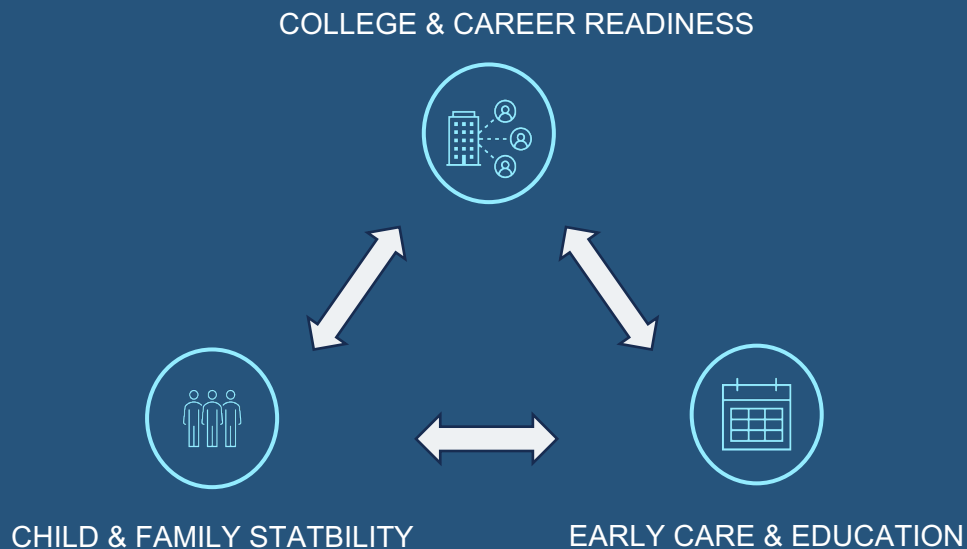 COLLEGE & CAREER READINESS
CHILD & FAMILY STATBILITY
EARLY CARE & EDUCATION